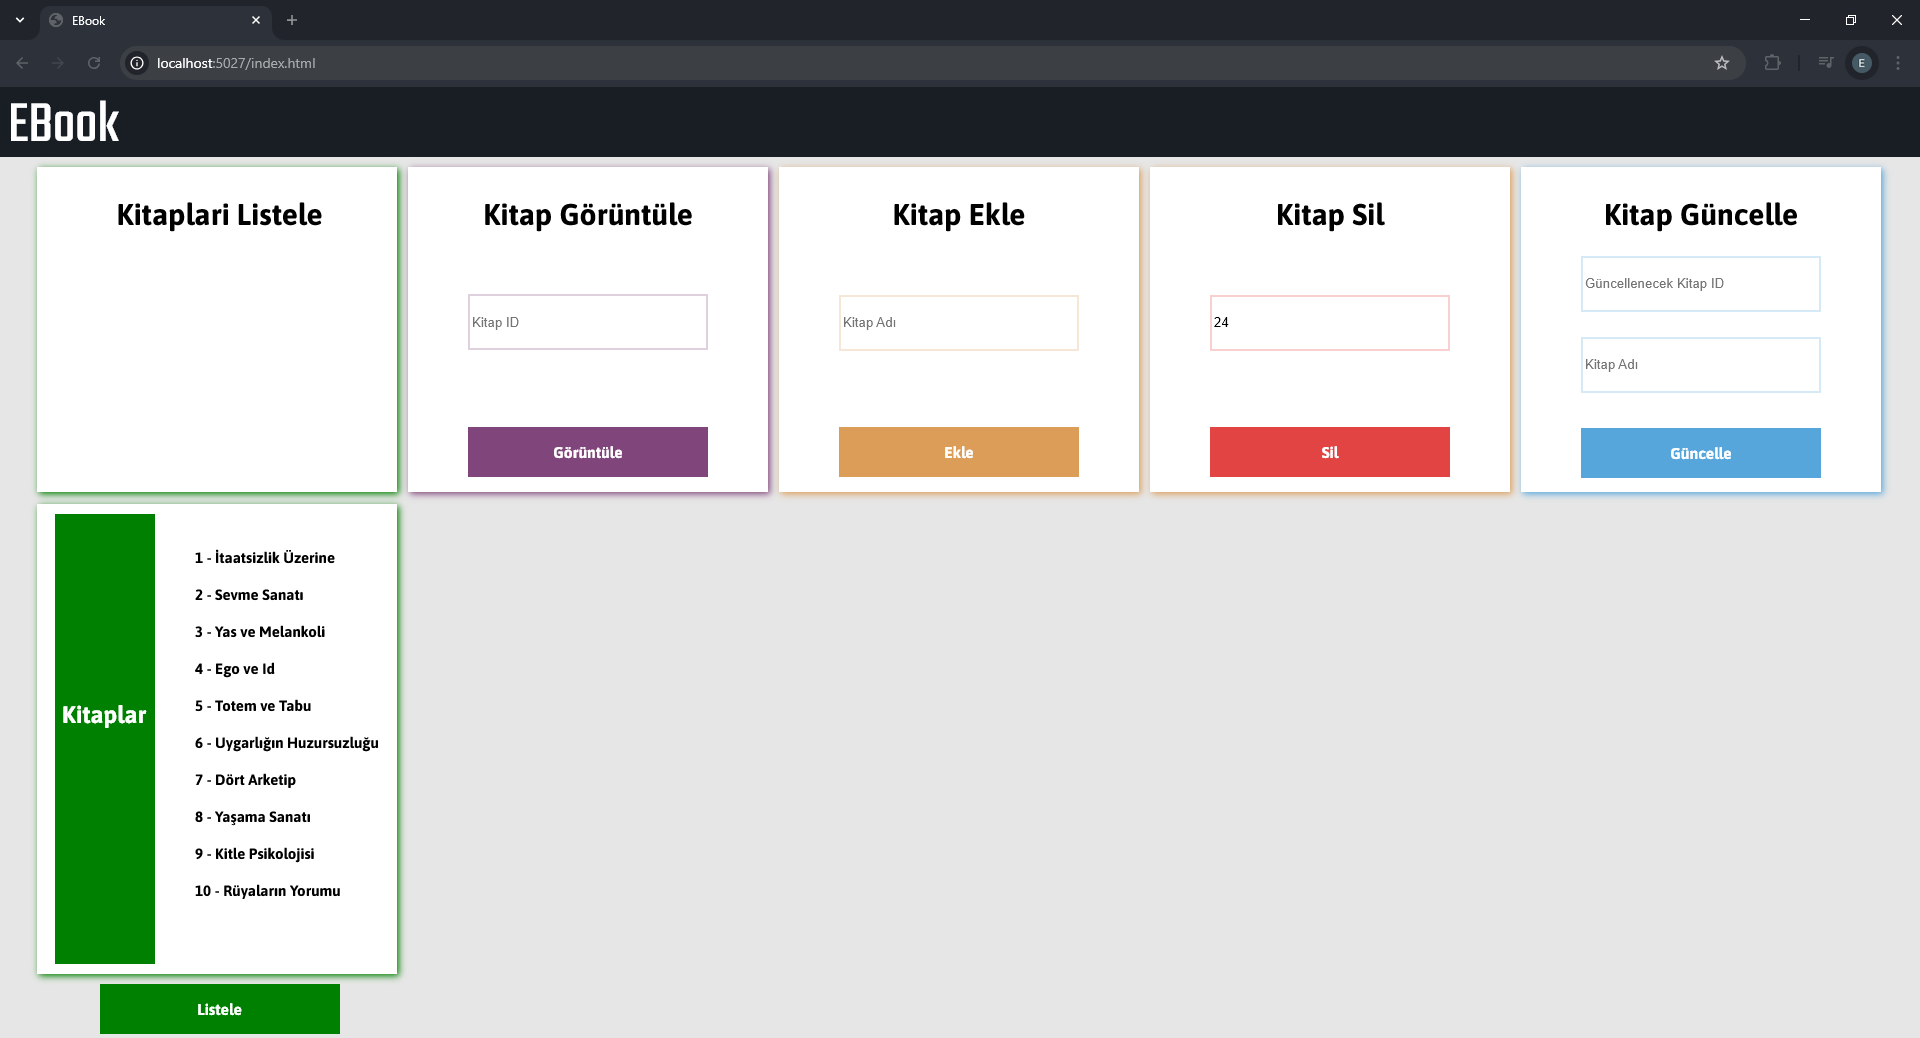 EBook
localhost:5027/index.html
E
EBook
Kitaplari Listele
Kitap Görüntüle
Kitap ID
Görüntüle
Kitap Ekle
Kitap Adı
Ekle
Kitap Sil
24
Sil
Kitap Güncelle
Güncellenecek Kitap ID
Kitap Adı
Güncelle
Kitaplar
1 - İtaatsizlik Üzerine
2 - Sevme Sanatı
3 - Yas ve Melankoli
4 - Ego ve Id
5 - Totem ve Tabu
6 - Uygarlığın Huzursuzluğu
7 - Dört Arketip
8 - Yaşama Sanatı
9 - Kitle Psikolojisi
10 - Rüyaların Yorumu
Listele